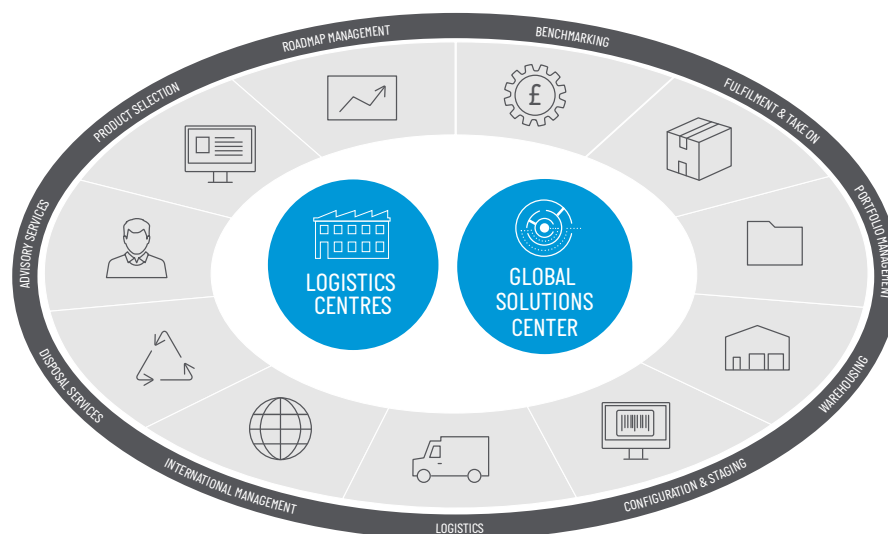 ROADMAP MANAGEMENT
BENCHMARKING
FULFILMENT & TAKE ON
PORTFOLIO MANAGEMENT
WAREHOUSING
CONFIGURATION & STAGING
LOGISTICS
INTERNATIONAL MANAGEMENT
DISPOSAL SERVICES
ADVISORY SERVICES
PRODUCT SELECTION
£
LOGISTICS
CENTRES
GLOBAL
SOLUTIONS
CENTER